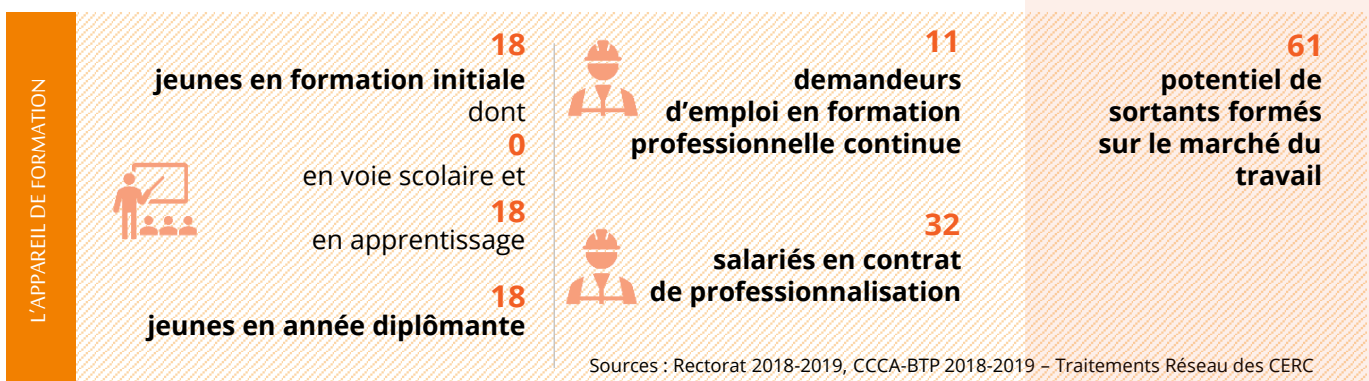 L'APPAREIL DE FORMATION
18
jeunes en formation initiale
dont
0
en voie scolaire et
18
en apprentissage
18
jeunes en année diplômante
11
demandeurs
d'emploi en formation
professionnelle continue
32
salariés en contrat
de professionnalisation
61
potentiel de
sortants formés
sur le marché du
travail
Sources : Rectorat 2018-2019, CCCA-BTP 2018-2019 – Traitements Réseau des CERC